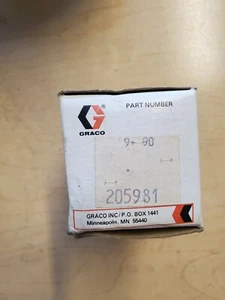 PART NUMBER
GRACO
9- 90
205981
GRACO INC / P.O. BOX 1441
Minneapolis, MN 55440